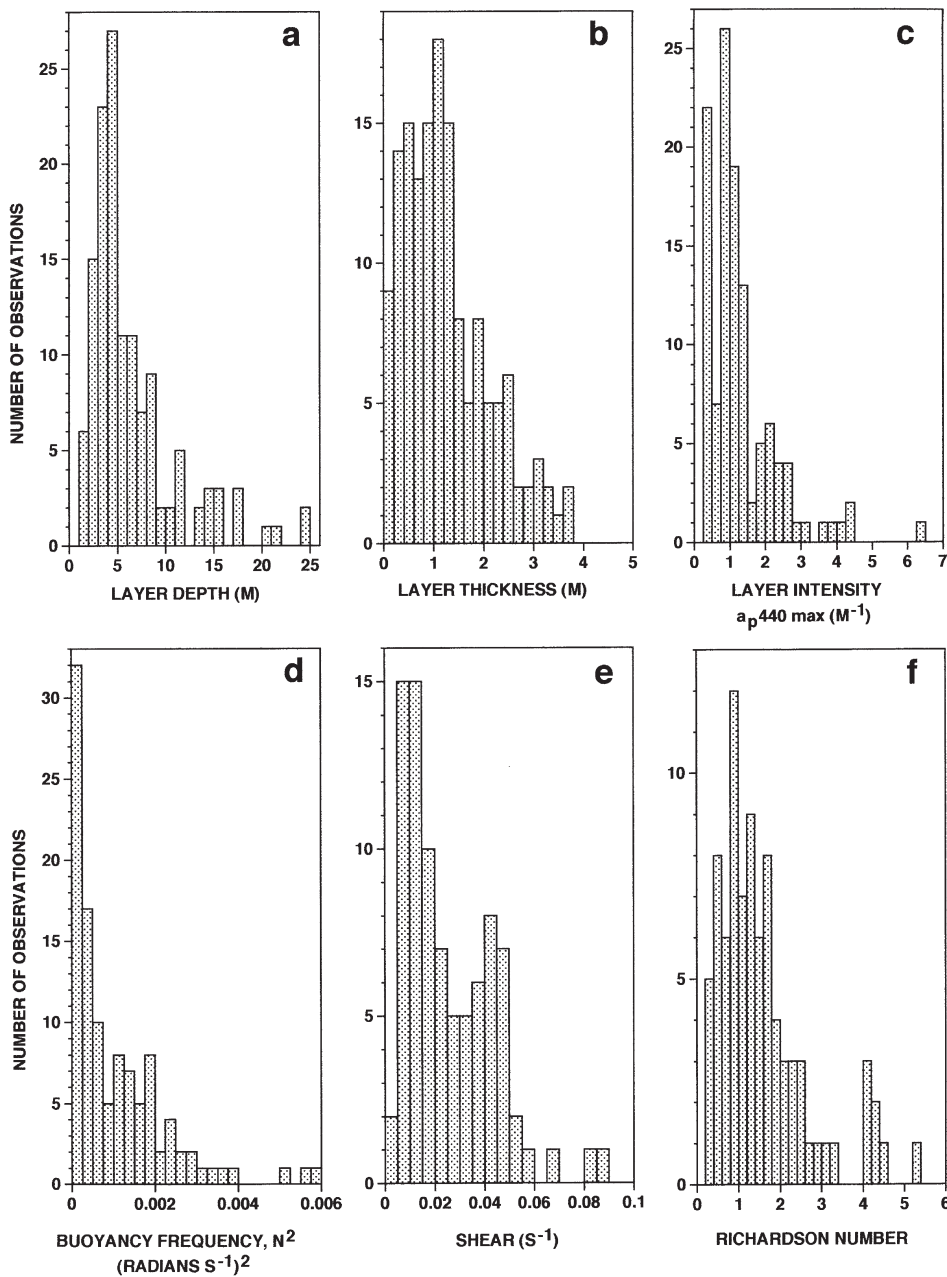 a
NUMBER OF OBSERVATIONS
25
20
15
10
5
0
0 5 10 15 20 25
LAYER DEPTH (M)
b
15
10
5
0
0 1 2 3 4 5
LAYER THICKNESS (M)
c
25
20
15
10
5
0
0 1 2 3 4 5 6 7
LAYER INTENSITY
ap440 max (M-1)
d
NUMBER OF OBSERVATIONS
30
25
20
15
10
5
0
0 0.002 0.004 0.006
BUOYANCY FREQUENCY, N2
(RADIANS S-1)2
e
15
10
5
0
0 0.02 0.04 0.06 0.08 0.1
SHEAR (S-1)
f
10
5
0
0 1 2 3 4 5 6
RICHARDSON NUMBER